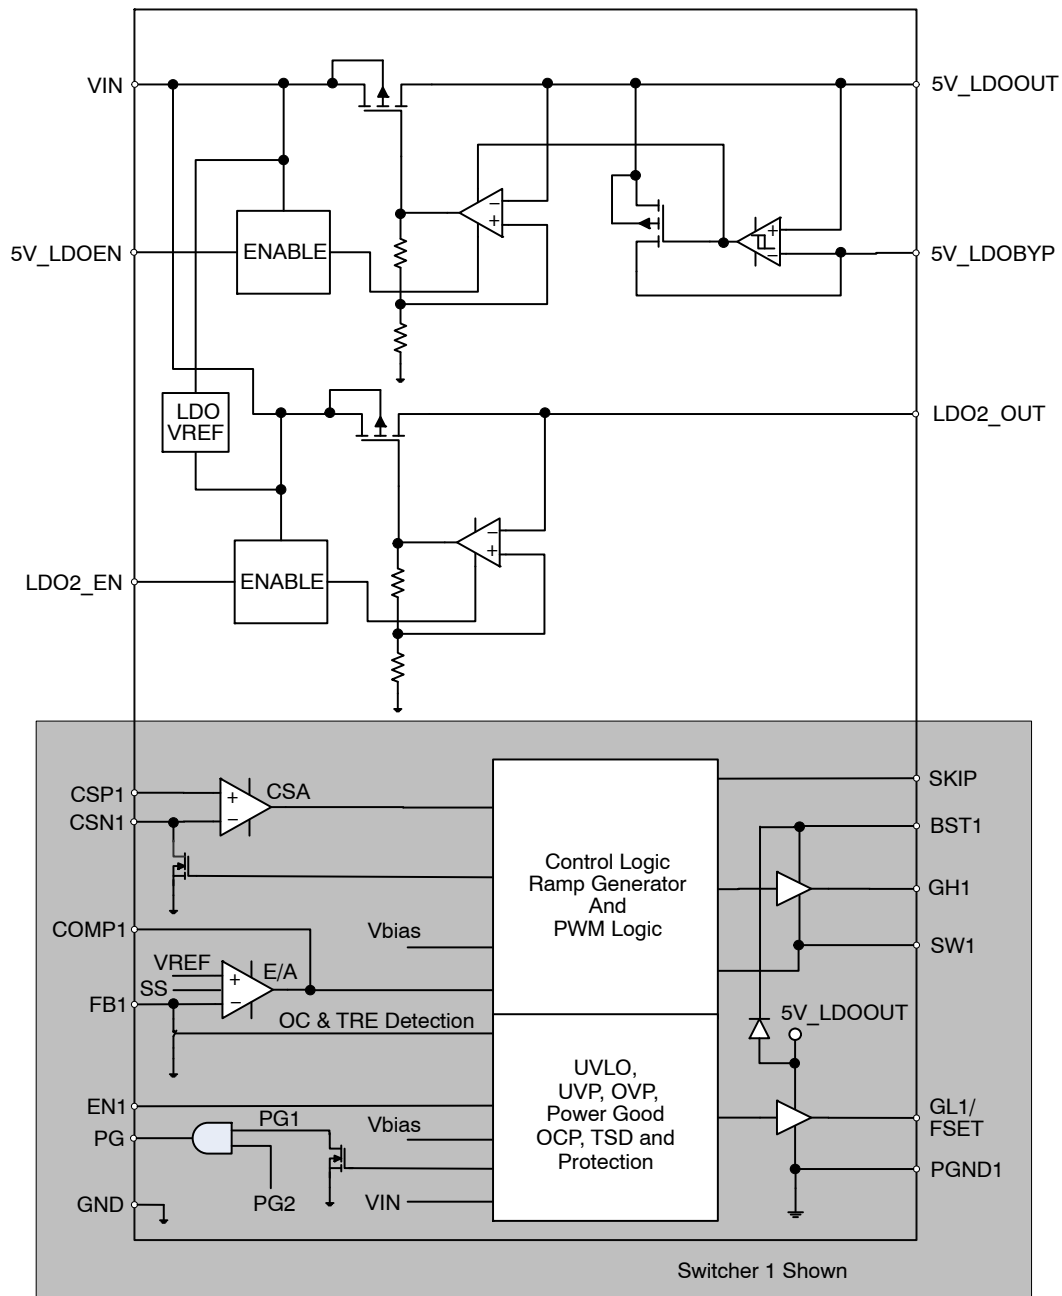 VIN
5V_LDOOUT
5V_LDOEN
ENABLE
−
+
+
−
5V_LDOBYP
LDO
VREF
LDO2_OUT
LDO2_EN
ENABLE
−
+
CSP1
CSN1
+
−
CSA
COMP1
VREF
SS
FB1
+
−
E/A
Vbias
OC & TRE Detection
Control Logic
Ramp Generator
And
PWM Logic
SKIP
BST1
GH1
SW1
5V_LDOOUT
EN1
PG
PG1
PG2
GND
Vbias
VIN
UVLO,
UVP, OVP,
Power Good
OCP, TSD and
Protection
GL1/
FSET
PGND1
Switcher 1 Shown